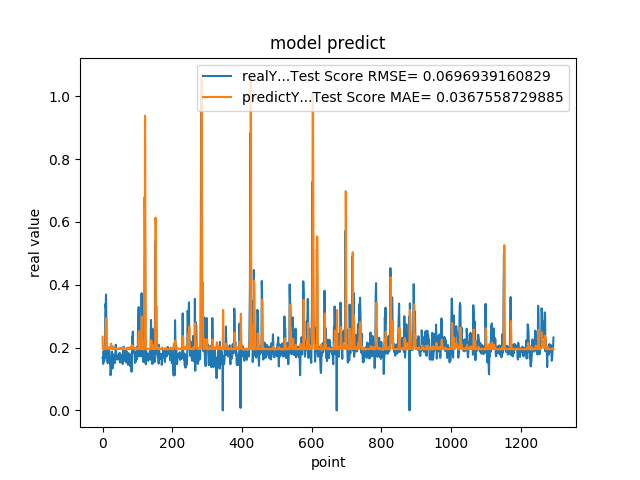 model predict
realY...Test Score RMSE= 0.0696939160829
predictY...Test Score MAE= 0.0367558729885
1.0
0.8
0.6
0.4
0.2
0.0
real value
0 200 400 600 800 1000 1200
point